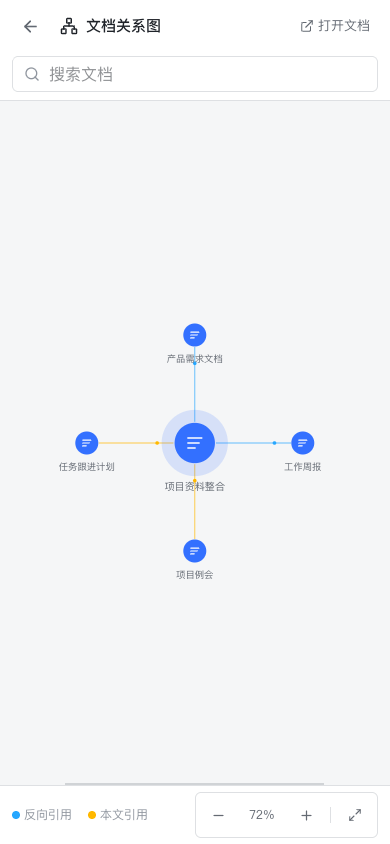 文档关系图
打开文档
搜索文档
产品需求文档
任务跟进计划
工作周报
项目资料整合
项目例会
反向引用
本文引用
72%